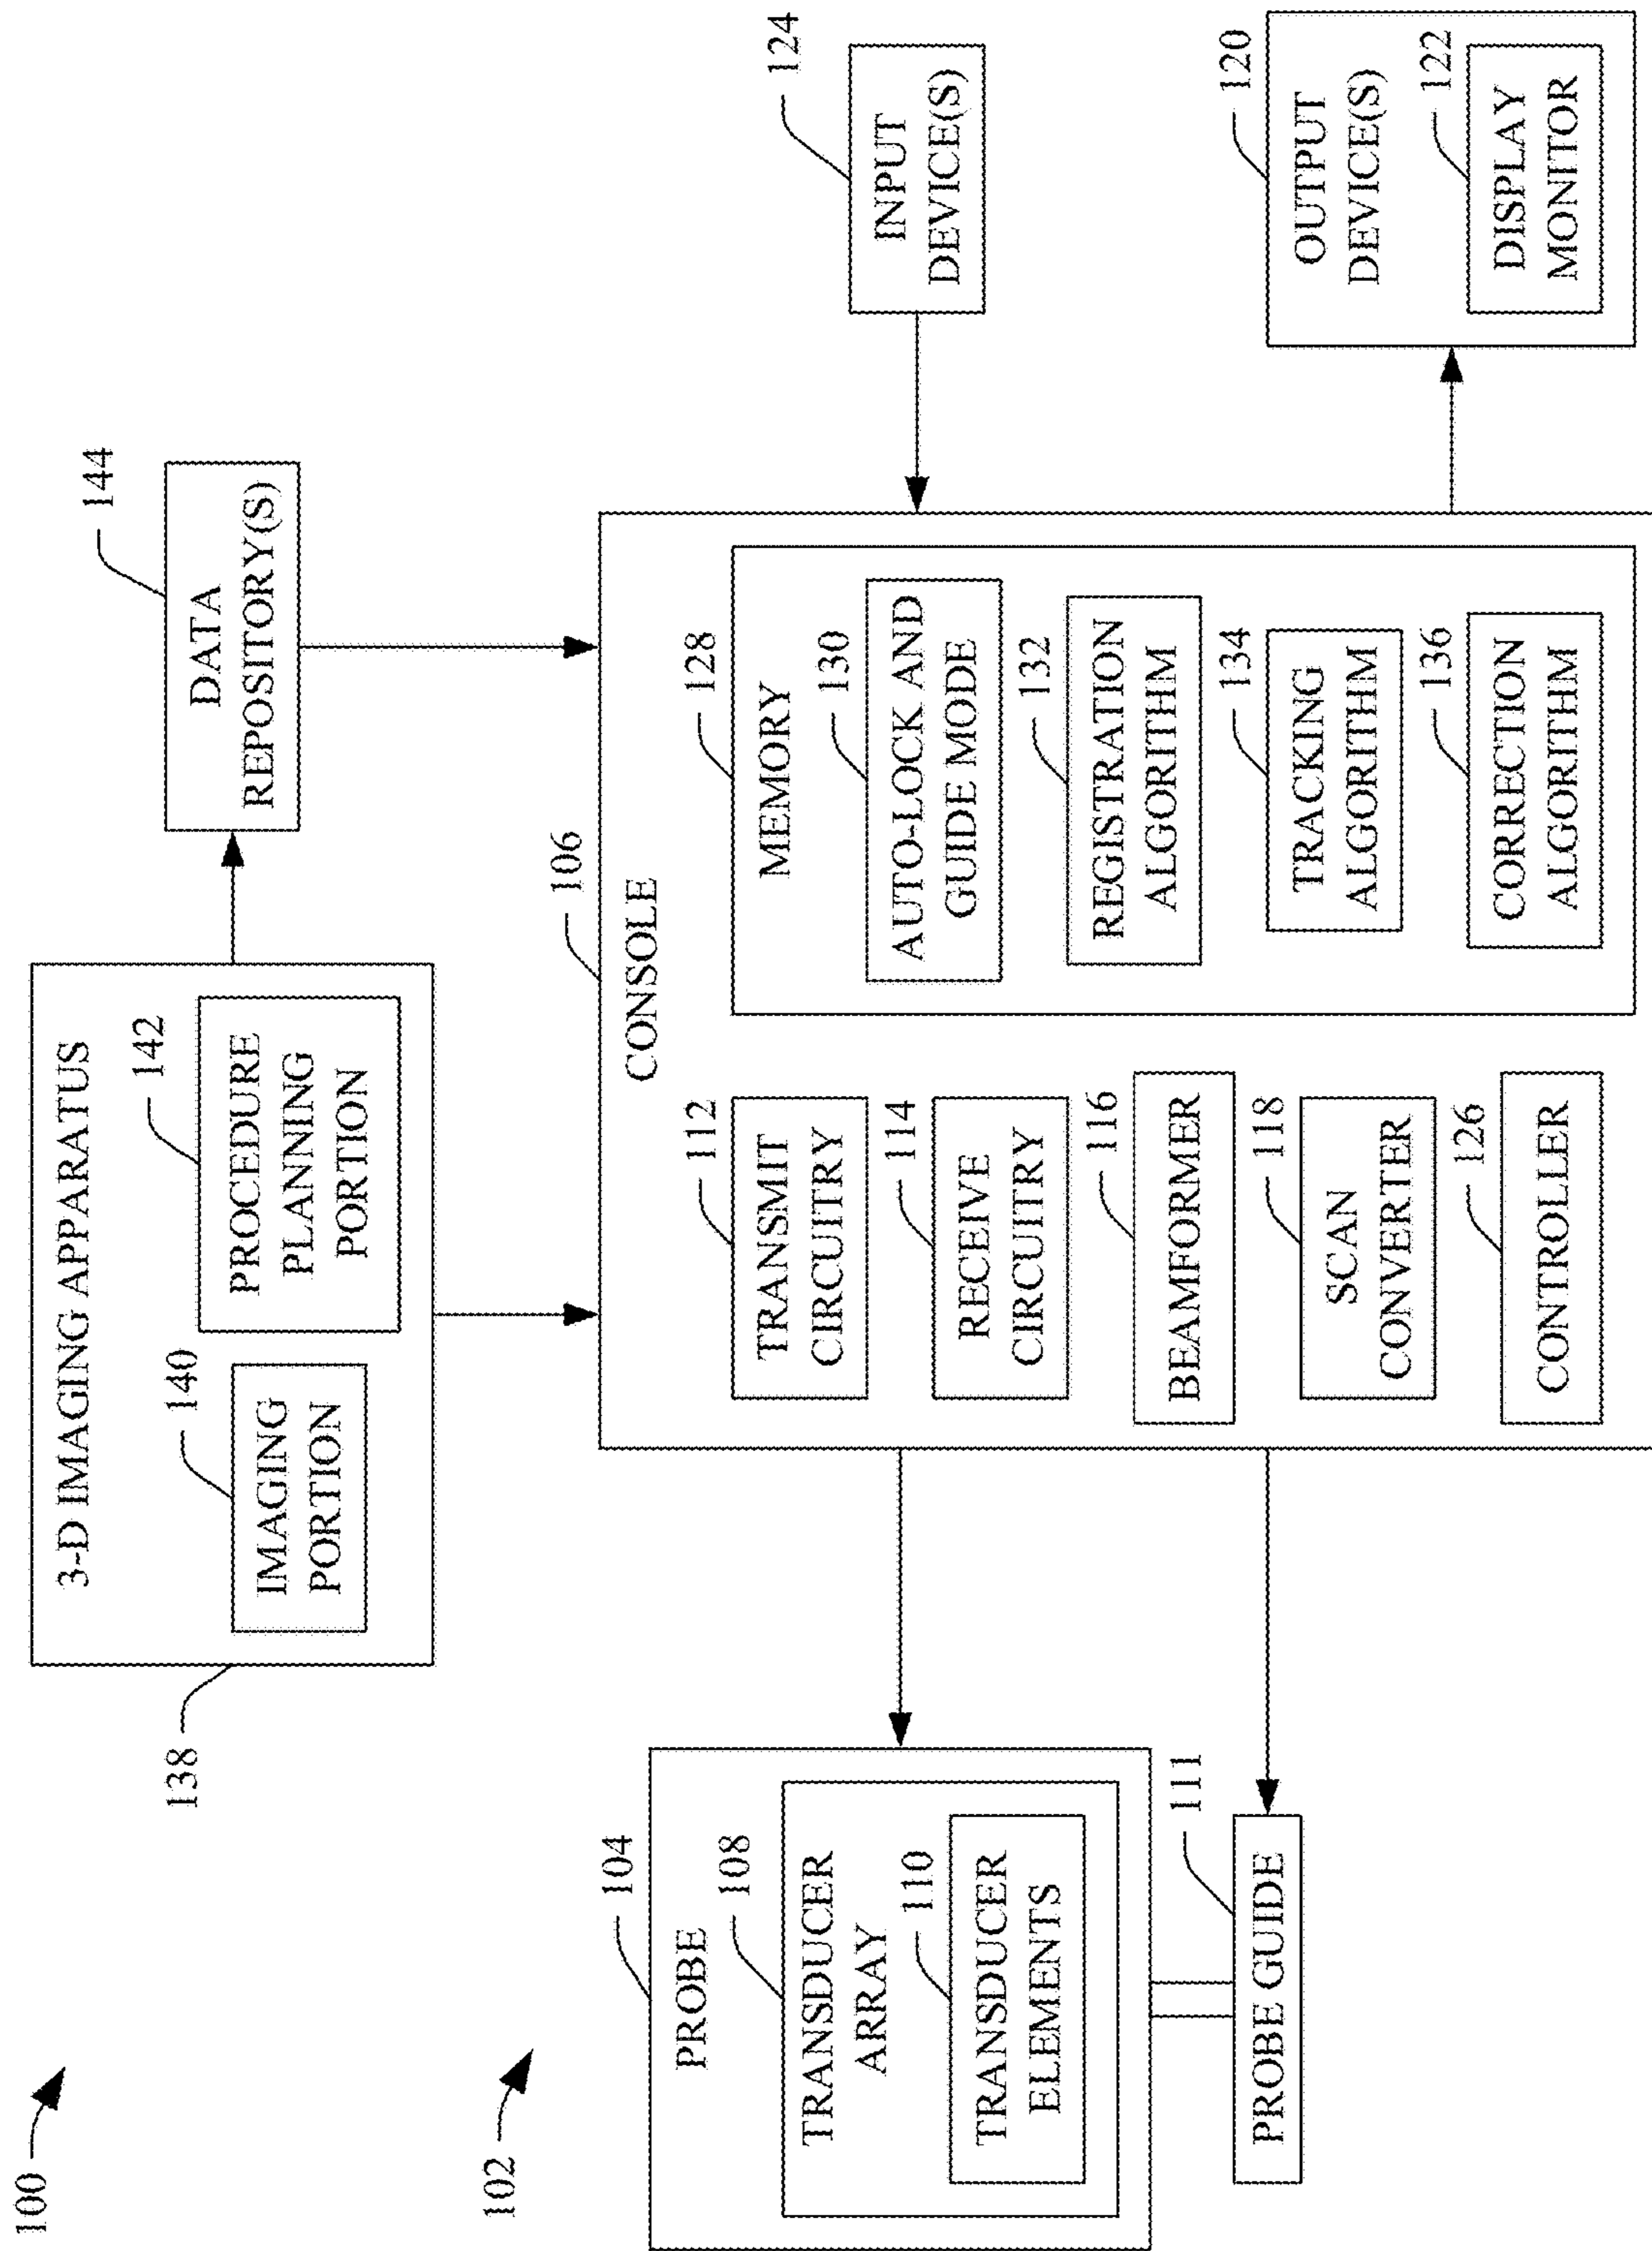 100
138
3-D IMAGING APPARATUS
140
IMAGING
PORTION
142
PROCEDURE
PLANNING
PORTION
144
DATA
REPOSITORY(S)
102
104
PROBE
108
TRANSDUCER
ARRAY
110
TRANSDUCER
ELEMENTS
111
PROBE GUIDE
106
CONSOLE
112
TRANSMIT
CIRCUITRY
114
RECEIVE
CIRCUITRY
116
BEAMFORMER
118
SCAN
CONVERTER
126
CONTROLLER
128
MEMORY
130
AUTO-LOCK AND
GUIDE MODE
132
REGISTRATION
ALGORITHM
134
TRACKING
ALGORITHM
136
CORRECTION
ALGORITHM
124
INPUT
DEVICE(S)
120
OUTPUT
DEVICE(S)
122
DISPLAY
MONITOR